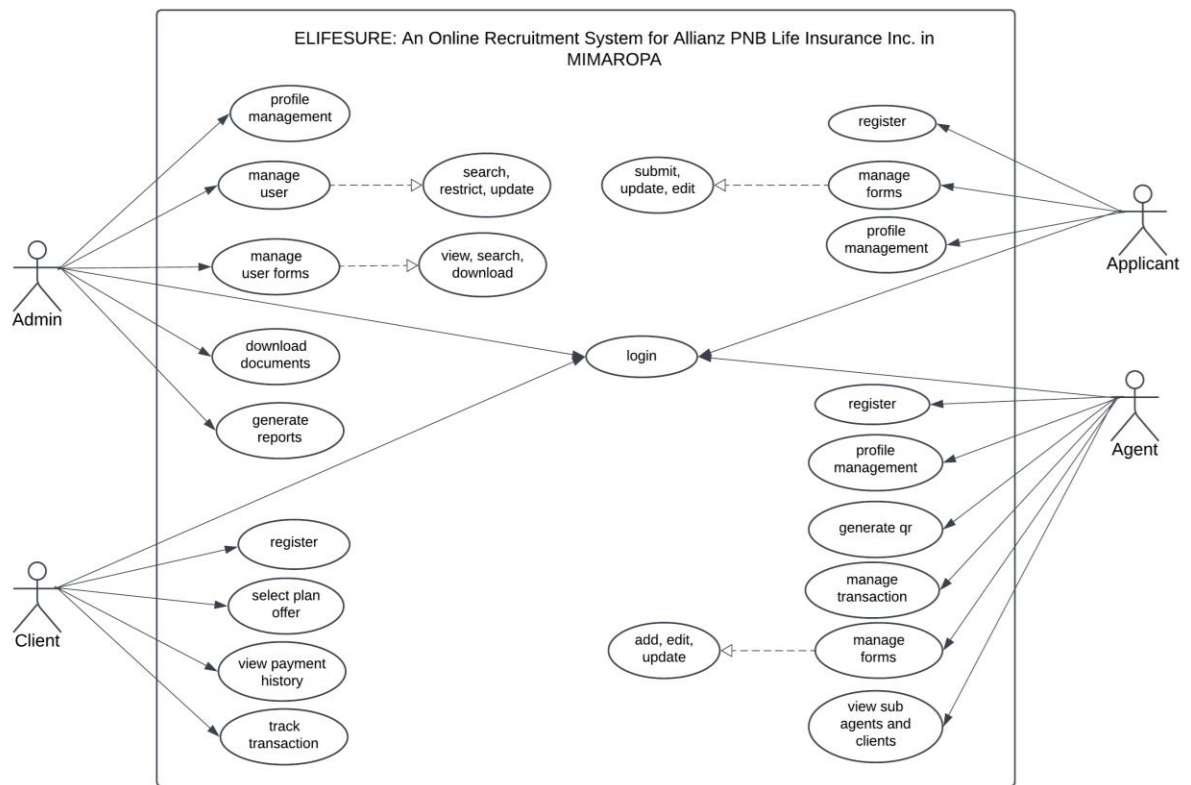 ELIFESURE: An Online Recruitment System for Allianz PNB Life Insurance Inc. in
MIMAROPA
profile
management
manage
user
search,
restrict, update
manage
user forms
view, search,
download
download
documents
generate
reports
Admin
login
register
select plan
offer
view payment
history
track
transaction
Client
register
submit,
update, edit
manage
forms
profile
management
Applicant
register
profile
management
generate qr
manage
transaction
add, edit,
update
manage
forms
view sub
agents and
clients
Agent